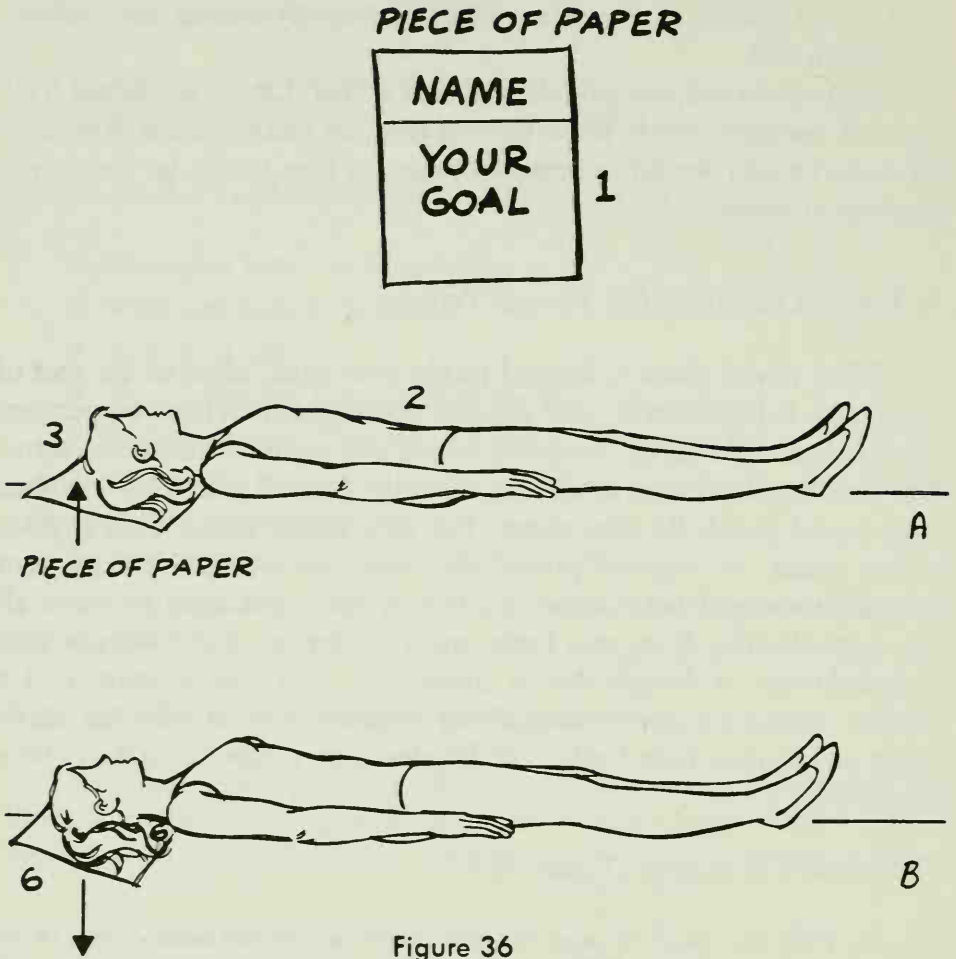 PIECE OF PAPER
NAME
YOUR
GOAL
1
2
3
A
PIECE OF PAPER
6
B
Figure 36